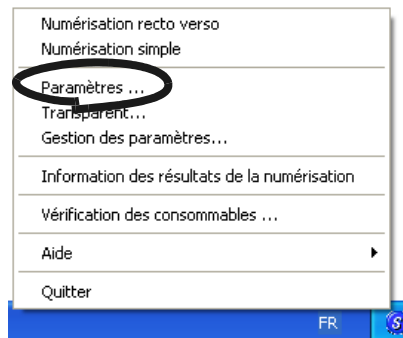 Numérisation recto verso
Numérisation simple
Paramètres ...
Transparent...
Gestion des paramètres...
Information des résultats de la numérisation
Vérification des consommables ...
Aide
Quitter
FR
S